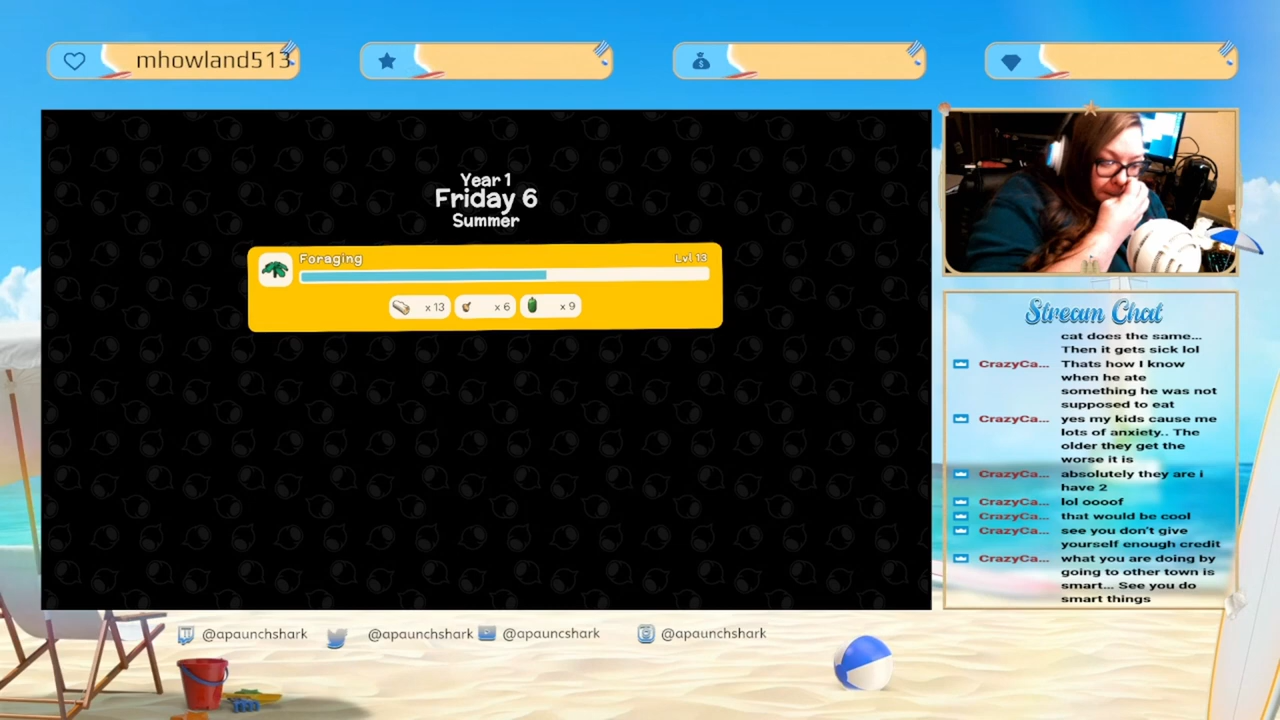 mhowland513
Year 1
Friday 6
Summer
Foraging
Lvl 13
x 13
x 6
x 9
Stream Chat
cat does the same...
Then it gets sick lol
CrazyCa... Thats how I know
when he ate
something he was not
supposed to eat
CrazyCa... yes my kids cause me
lots of anxiety.. The
older they get the
worse it is
CrazyCa... absolutely they are i
have 2
CrazyCa... lol oooof
CrazyCa... that would be cool
CrazyCa... see you don't give
yourself enough credit
CrazyCa... what you are doing by
going to other town is
smart... See you do
smart things
@apaunchshark @apaunchshark @apauncshark @apaunchshark